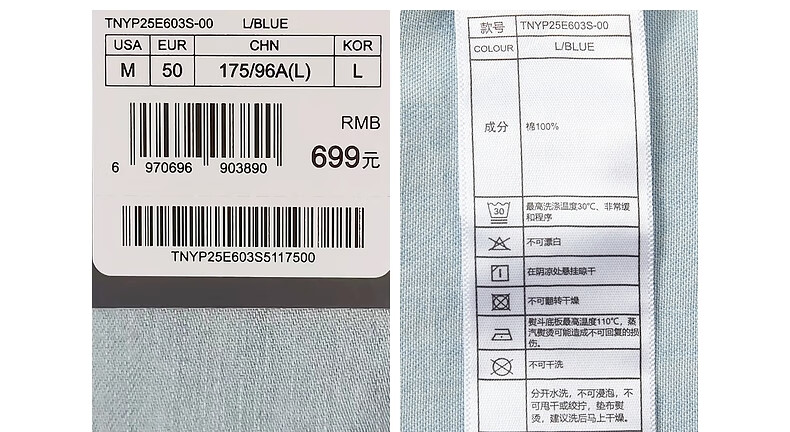 TNYP25E603S-00 L/BLUE
USA EUR CHN KOR
M 50 175/96A(L) L
RMB
699元
6 970696 903890
TNYP25E603S5117500
款号 TNYP25E603S-00
COLOUR L/BLUE
成分 棉100%
30
最高洗涤温度30℃、非常缓
和程序
不可漂白
在阴凉处悬挂晾干
不可翻转干燥
熨斗底板最高温度110℃，蒸
汽熨烫可能造成不可回复的损
伤。
不可干洗
分开水洗，不可浸泡，不
可甩干或绞拧，垫布熨
烫，建议洗后马上干燥。